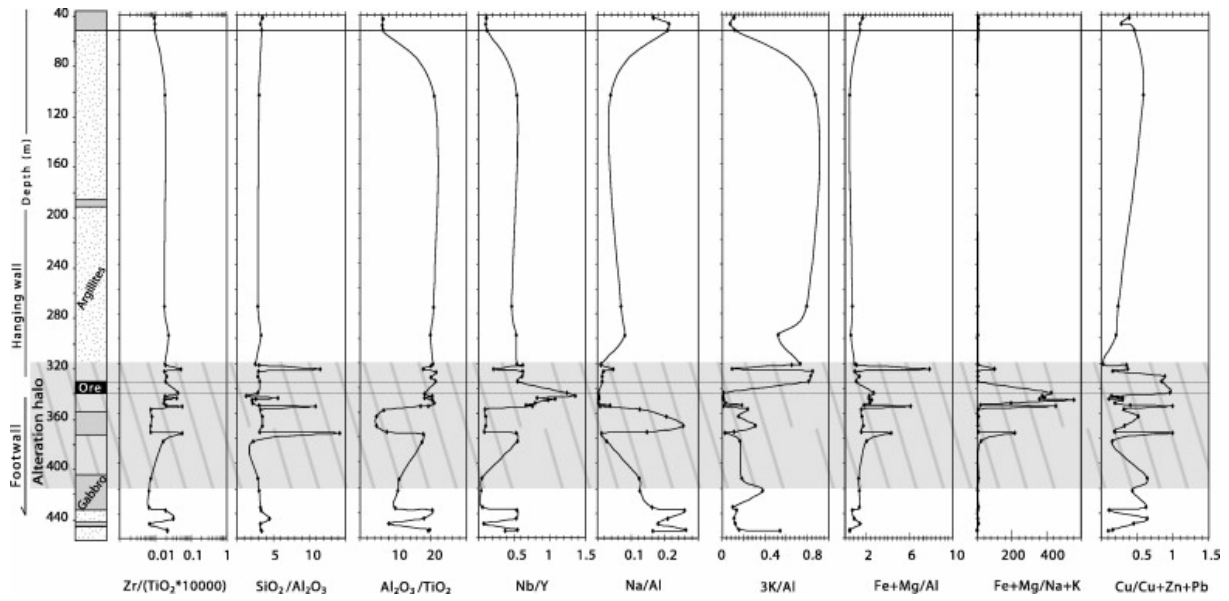 40
80
120
160
200
240
280
320
360
400
440
Depth (m)
Hanging wall
Footwall
Alteration halo
Argillites
Ore
Gabbro
0.01 0.1 1
5 10
10 20
0.5 1 1.5
0.1 0.2
0 0.4 0.8
2 6 10
200 400 600
0.5 1 1.5
Zr/(TiO₂*10000) SiO₂/Al₂O₃ Al₂O₃/TiO₂ Nb/Y Na/Al 3K/Al Fe+Mg/Al Fe+Mg/Na+K Cu/Cu+Zn+Pb